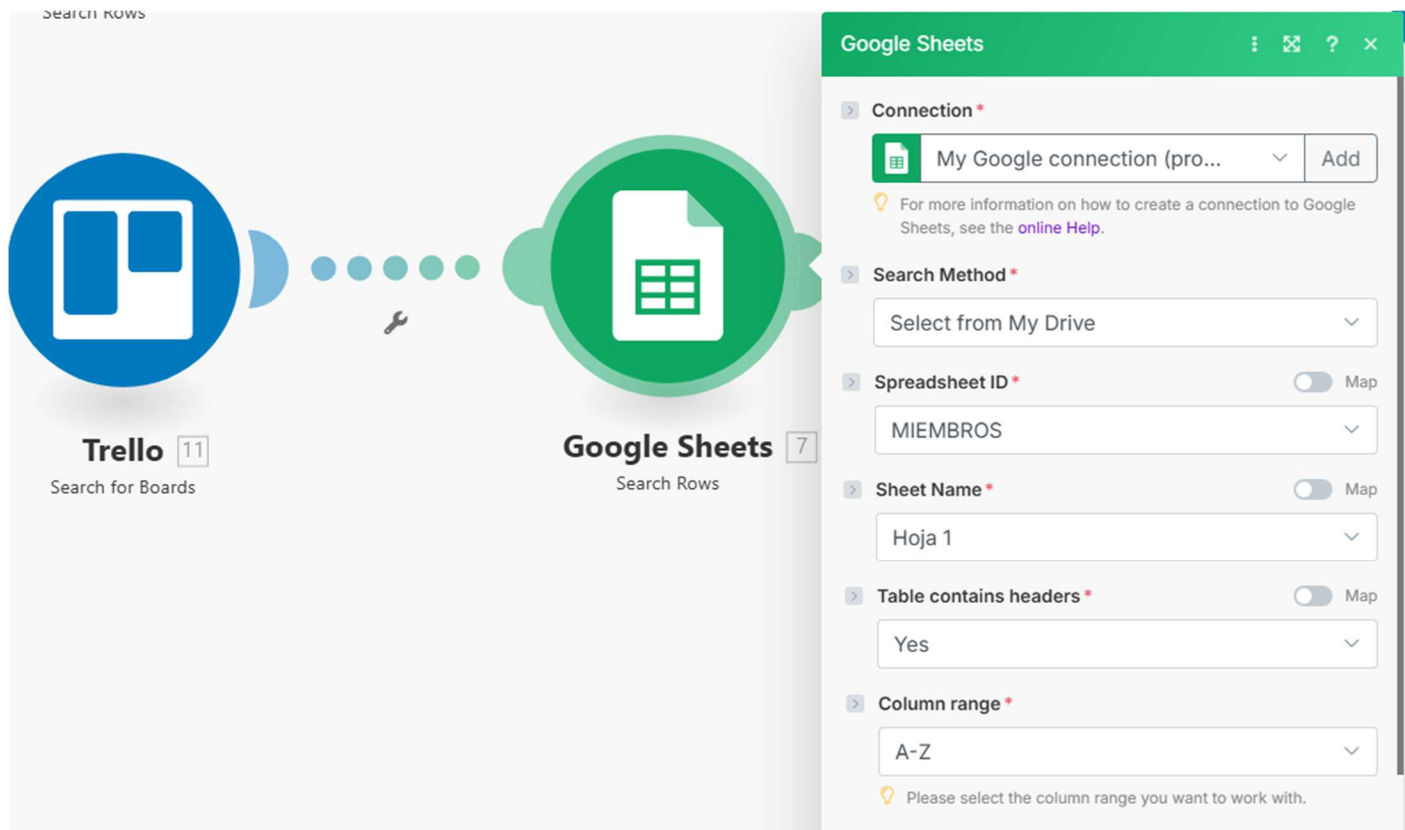 Search Rows
Trello 11
Search for Boards
Google Sheets 7
Search Rows
Google Sheets
?
Connection *
My Google connection (pro...
Add
For more information on how to create a connection to Google
Sheets, see the online Help.
Search Method *
Select from My Drive
Spreadsheet ID *
Map
MIEMBROS
Sheet Name *
Map
Hoja 1
Table contains headers *
Map
Yes
Column range *
A-Z
Please select the column range you want to work with.